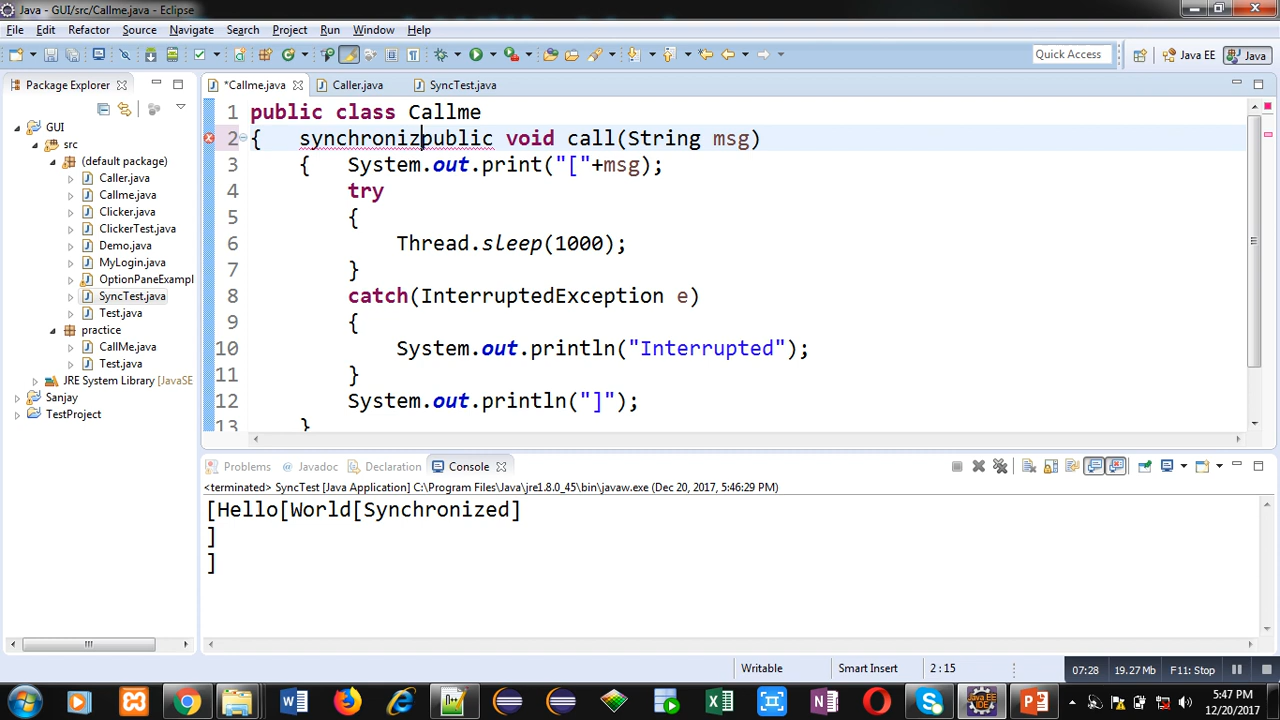 Java - GUI/src/Callme.java - Eclipse
File Edit Refactor Source Navigate Search Project Run Window Help
Quick Access Java EE Java
Package Explorer
*Callme.java Caller.java SyncTest.java
GUI
src
(default package)
Caller.java
Callme.java
Clicker.java
ClickerTest.java
Demo.java
MyLogin.java
OptionPaneExampl
SyncTest.java
Test.java
practice
CallMe.java
Test.java
JRE System Library [JavaSE
Sanjay
TestProject
1 public class Callme
2 { synchronizpublic void call(String msg)
3 { System.out.print("["+msg);
4 try
5 {
6 Thread.sleep(1000);
7 }
8 catch(InterruptedException e)
9 {
10 System.out.println("Interrupted");
11 }
12 System.out.println("]");
13 }
Problems Javadoc Declaration Console
<terminated> SyncTest [Java Application] C:\Program Files\Java\jre1.8.0_45\bin\javaw.exe (Dec 20, 2017, 5:46:29 PM)
[Hello[World[Synchronized]
]
]
Writable Smart Insert 2 : 15 07:28 19.27 Mb F11: Stop
5:47 PM
12/20/2017